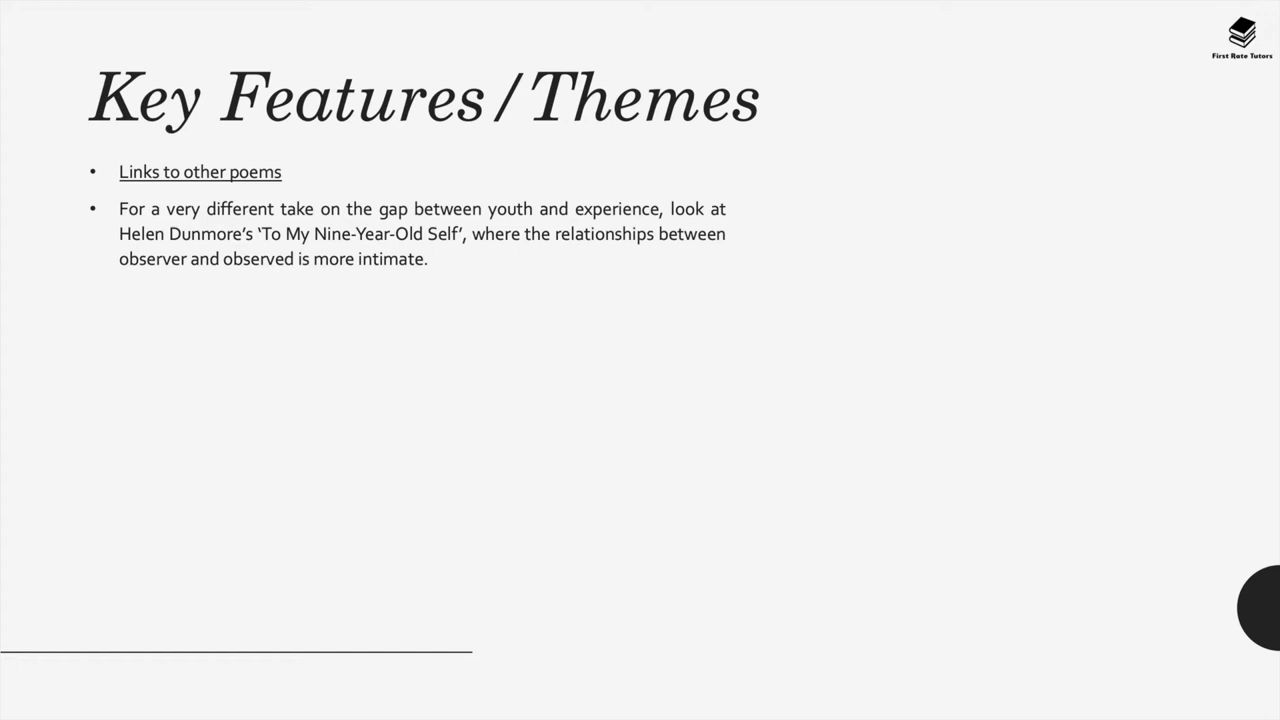 First Rate Tutors
Key Features/Themes
• Links to other poems
• For a very different take on the gap between youth and experience, look at
Helen Dunmore's ‘To My Nine-Year-Old Self’, where the relationships between
observer and observed is more intimate.